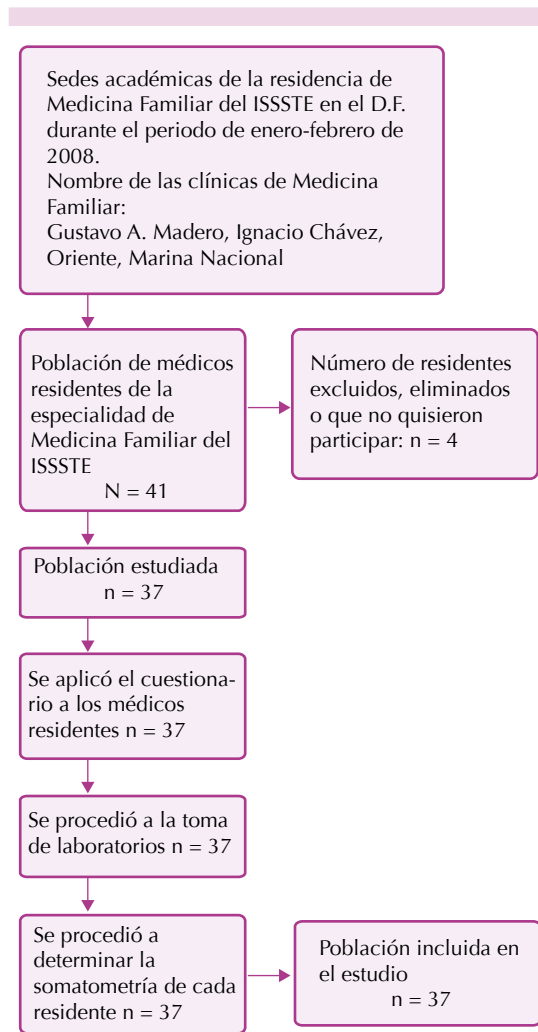 Sedes académicas de la residencia de
Medicina Familiar del ISSSTE en el D.F.
durante el periodo de enero-febrero de
2008.
Nombre de las clínicas de Medicina
Familiar:
Gustavo A. Madero, Ignacio Chávez,
Oriente, Marina Nacional
Población de médicos
residentes de la
especialidad de
Medicina Familiar del
ISSSTE
N = 41
Número de residentes
excluidos, eliminados
o que no quisieron
participar: n = 4
Población estudiada
n = 37
Se aplicó el cuestiona-
rio a los médicos
residentes n = 37
Se procedió a la toma
de laboratorios n = 37
Se procedió a
determinar la
somatometría de cada
residente n = 37
Población incluida en
el estudio
n = 37